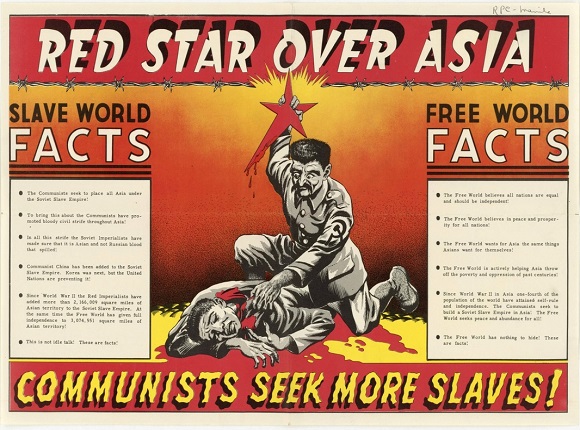 RPC - Manila
RED STAR OVER ASIA
SLAVE WORLD
FACTS
The Communists seek to place all Asia under
the Soviet Slave Empire!
To bring this about the Communists have pro-
moted bloody civil strife throughout Asia!
In all this strife the Soviet Imperialists have
made sure that it is Asian and not Russian blood
that spilled!
Communist China has been added to the Soviet
Slave Empire. Korea was next, but the United
Nations are preventing it!
Since World War II the Red Imperialists have
added more than 2,160,009 square miles of
Asian territory to the Soviet Slave Empire. At
the same time the Free World has given full
independence to 3,074,951 square miles of
Asian territory!
This is not idle talk! These are facts!
FREE WORLD
FACTS
The Free World believes all nations are equal
and should be independent!
The Free World believes in peace and prosper-
ity for all nations!
The Free World wants for Asia the same things
Asians want for themselves!
The Free World is actively helping Asia throw
off the poverty and oppression of past centuries!
Since World War II in Asia one-fourth of the
population of the world have attained self-rule
and independence. The Communists seek to
build a Soviet Slave Empire in Asia! The Free
World seeks peace and abundance for all!
The Free World has nothing to hide! These
are facts!
COMMUNISTS SEEK MORE SLAVES!